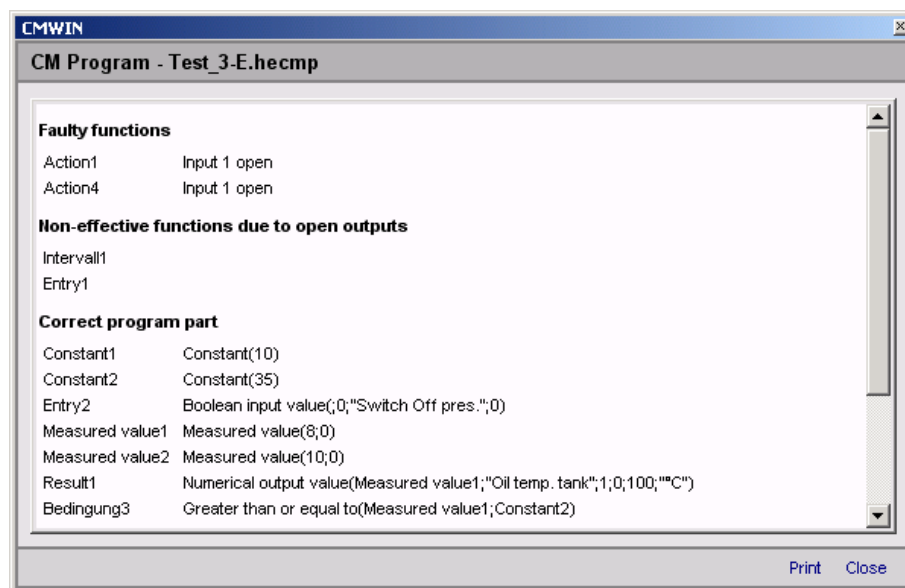 CMWIN
CM Program - Test_3-E.hecmp
Faulty functions
Action1 Input 1 open
Action4 Input 1 open
Non-effective functions due to open outputs
Intervall1
Entry1
Correct program part
Constant1 Constant(10)
Constant2 Constant(35)
Entry2 Boolean input value(;0;"Switch Off pres.";0)
Measured value1 Measured value(8;0)
Measured value2 Measured value(10;0)
Result1 Numerical output value(Measured value1;"Oil temp. tank";1;0;100;"°C")
Bedingung3 Greater than or equal to(Measured value1;Constant2)
Print Close